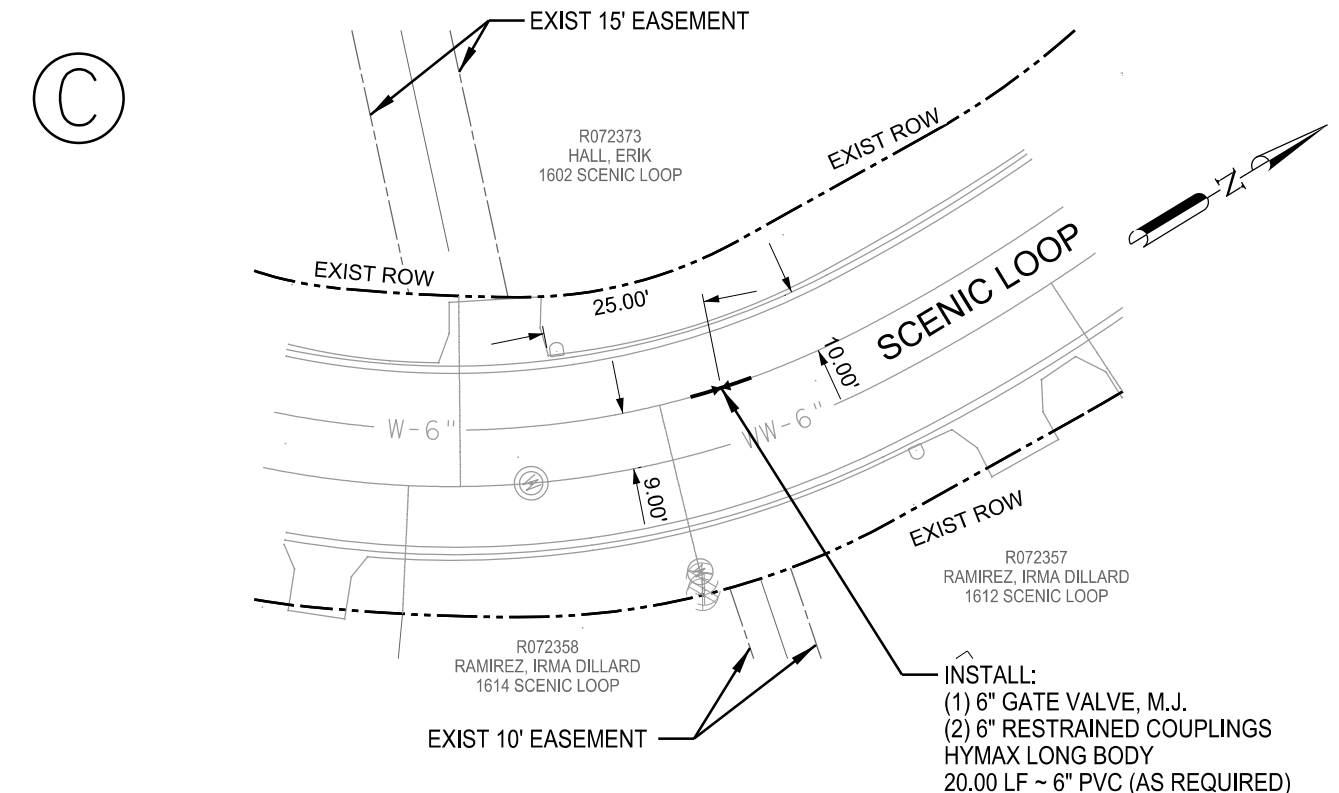 EXIST 15' EASEMENT
C
R072373
HALL, ERIK
1602 SCENIC LOOP
EXIST ROW
N
EXIST ROW
25.00'
SCENIC LOOP
10.00'
W-6"
WW-6"
9.00'
EXIST ROW
R072357
RAMIREZ, IRMA DILLARD
1612 SCENIC LOOP
R072358
RAMIREZ, IRMA DILLARD
1614 SCENIC LOOP
EXIST 10' EASEMENT
INSTALL:
(1) 6" GATE VALVE, M.J.
(2) 6" RESTRAINED COUPLINGS
HYMAX LONG BODY
20.00 LF ~ 6" PVC (AS REQUIRED)